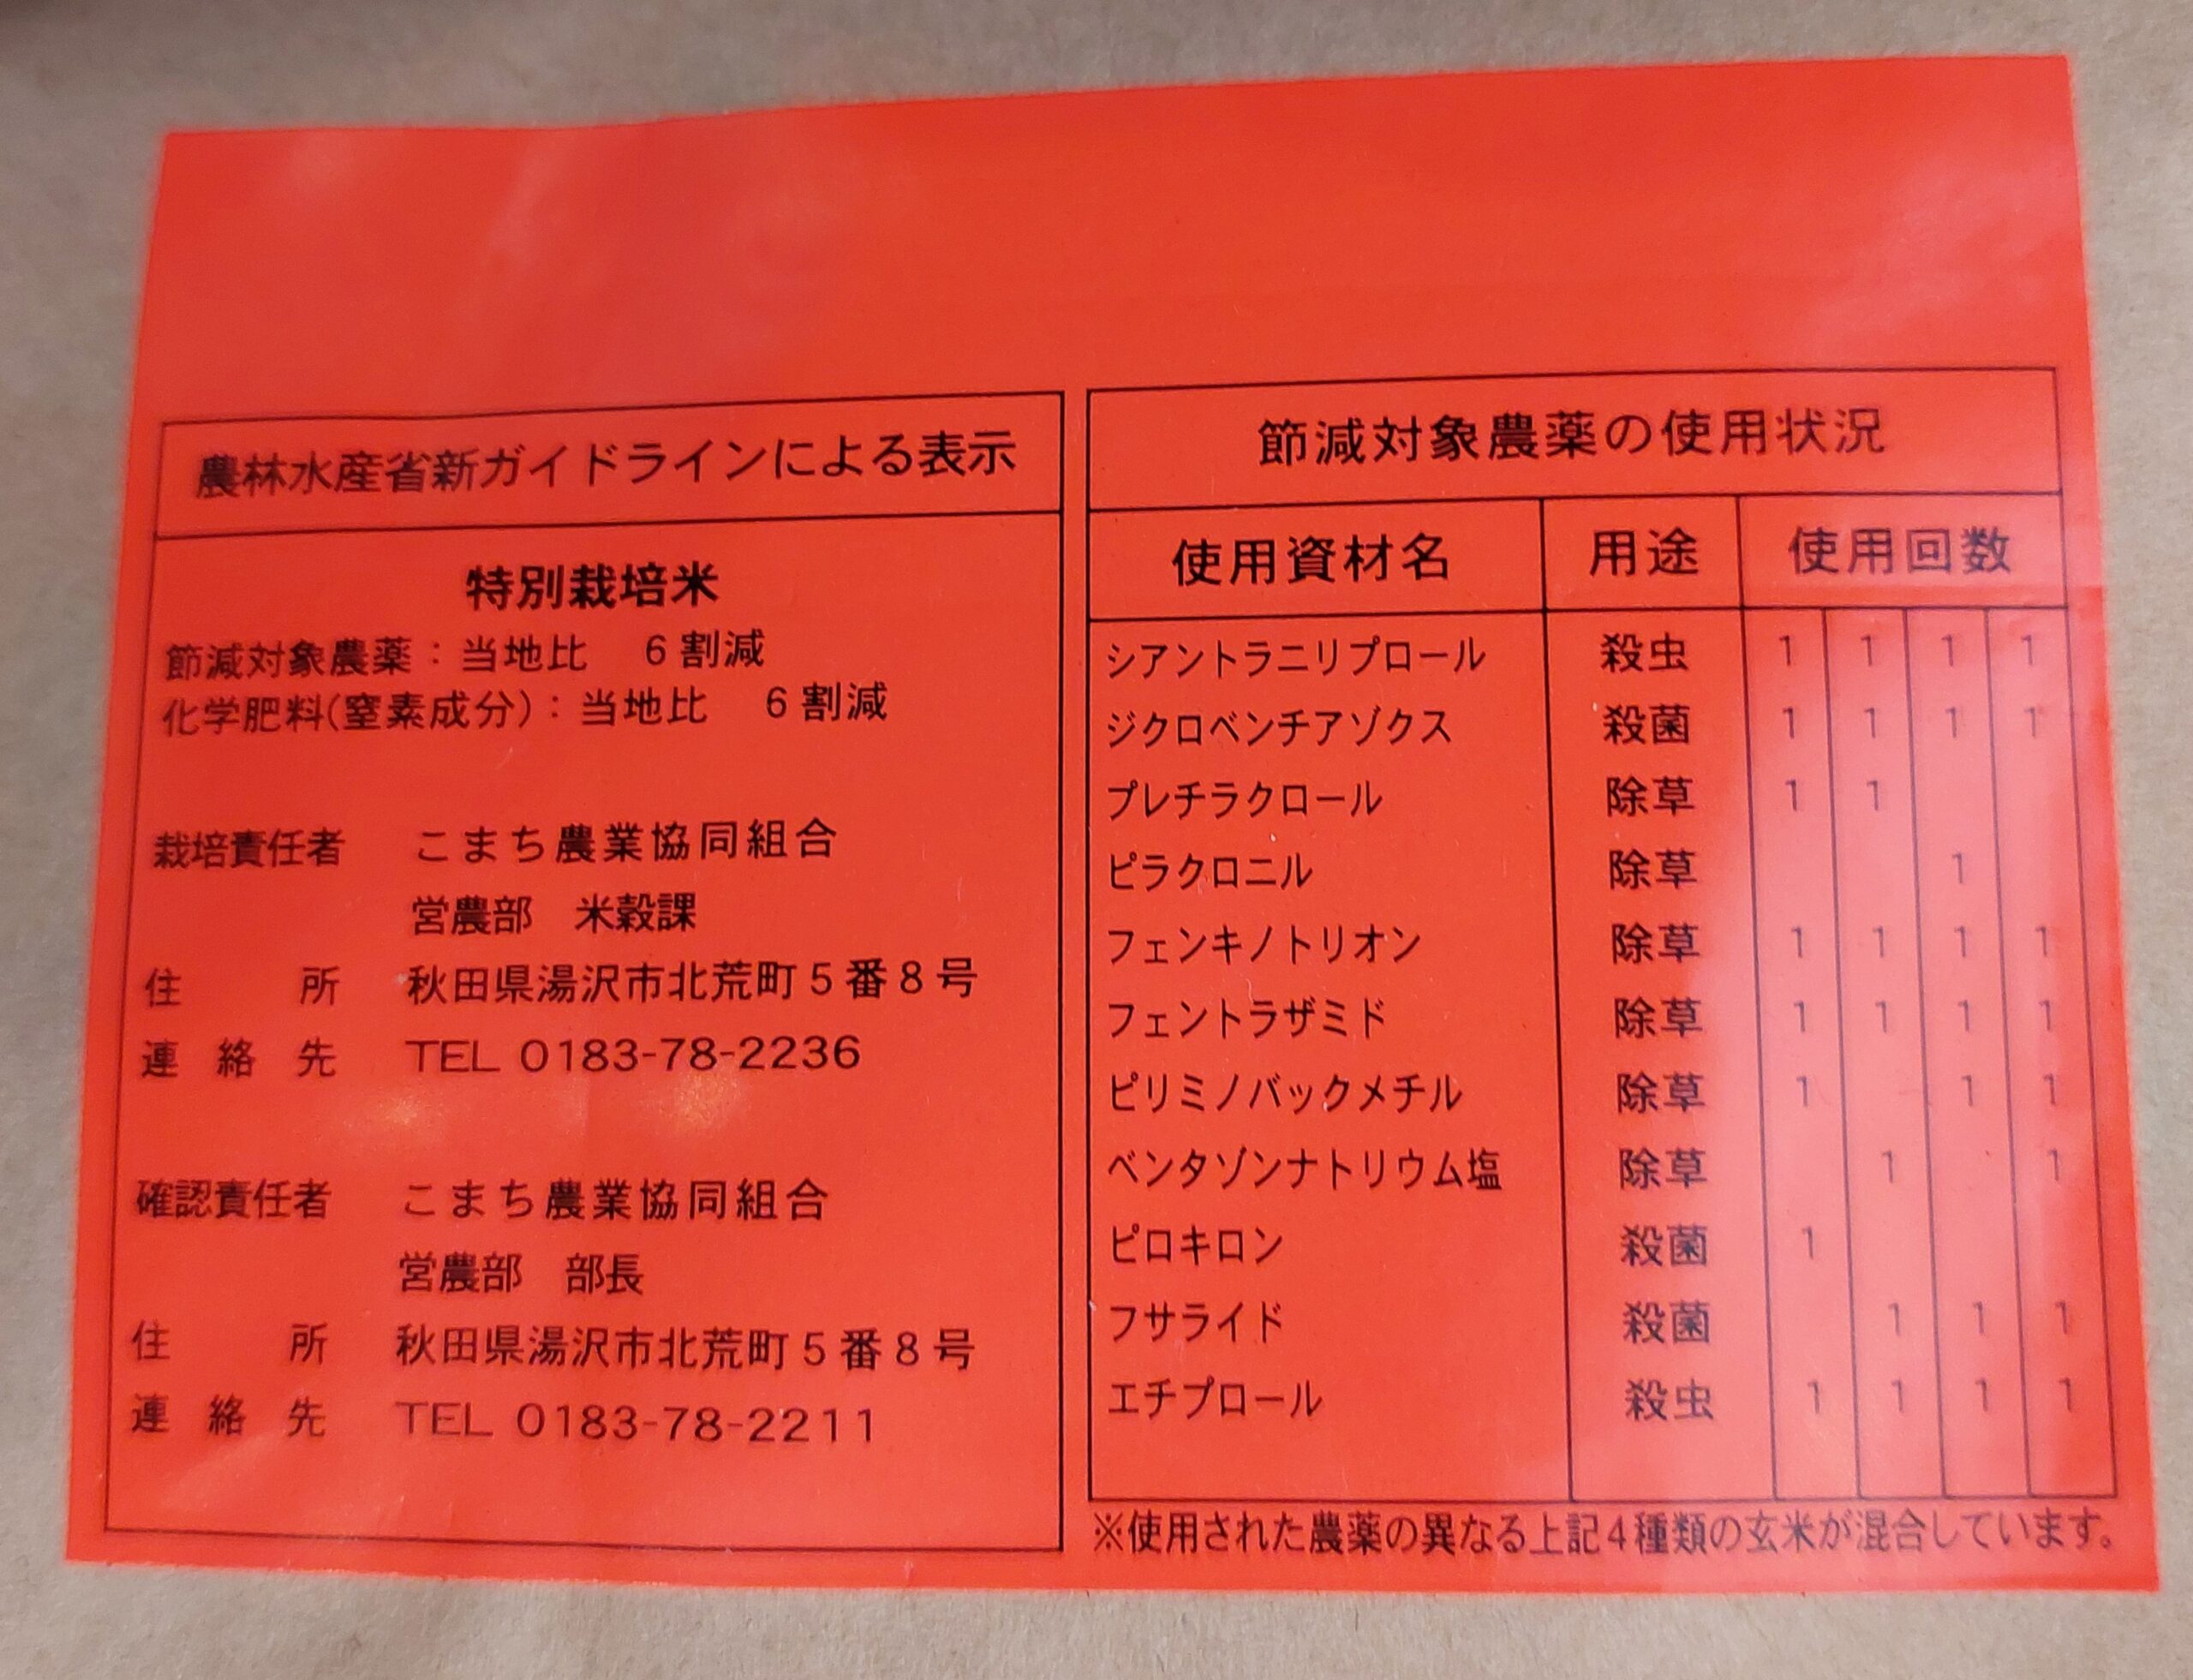 農林水産省新ガイドラインによる表示
特別栽培米
節減対象農薬：当地比　6割減
化学肥料(窒素成分)：当地比　6割減
栽培責任者　こまち農業協同組合
営農部　米穀課
住　所　秋田県湯沢市北荒町5番8号
連絡先　TEL 0183-78-2236
確認責任者　こまち農業協同組合
営農部　部長
住　所　秋田県湯沢市北荒町5番8号
連絡先　TEL 0183-78-2211
節減対象農薬の使用状況
使用資材名　用途　使用回数
シアントラニリプロール　殺虫　1　1　1　1
ジクロベンチアゾクス　殺菌　1　1　1　1
プレチラクロール　除草　1　1
ピラクロニル　除草　1
フェンキノトリオン　除草　1　1　1　1
フェントラザミド　除草　1　1　1　1
ピリミノバックメチル　除草　1　1　1
ベンタゾンナトリウム塩　除草　1　1
ピロキロン　殺菌　1
フサライド　殺菌　1　1　1
エチプロール　殺虫　1　1　1　1
※使用された農薬の異なる上記4種類の玄米が混合しています。